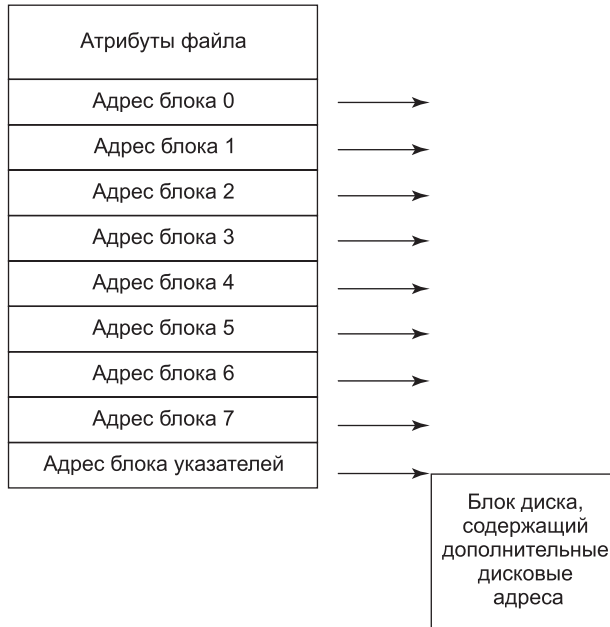 Атрибуты файла
Адрес блока 0
Адрес блока 1
Адрес блока 2
Адрес блока 3
Адрес блока 4
Адрес блока 5
Адрес блока 6
Адрес блока 7
Адрес блока указателей
Блок диска,
содержащий
дополнительные
дисковые
адреса